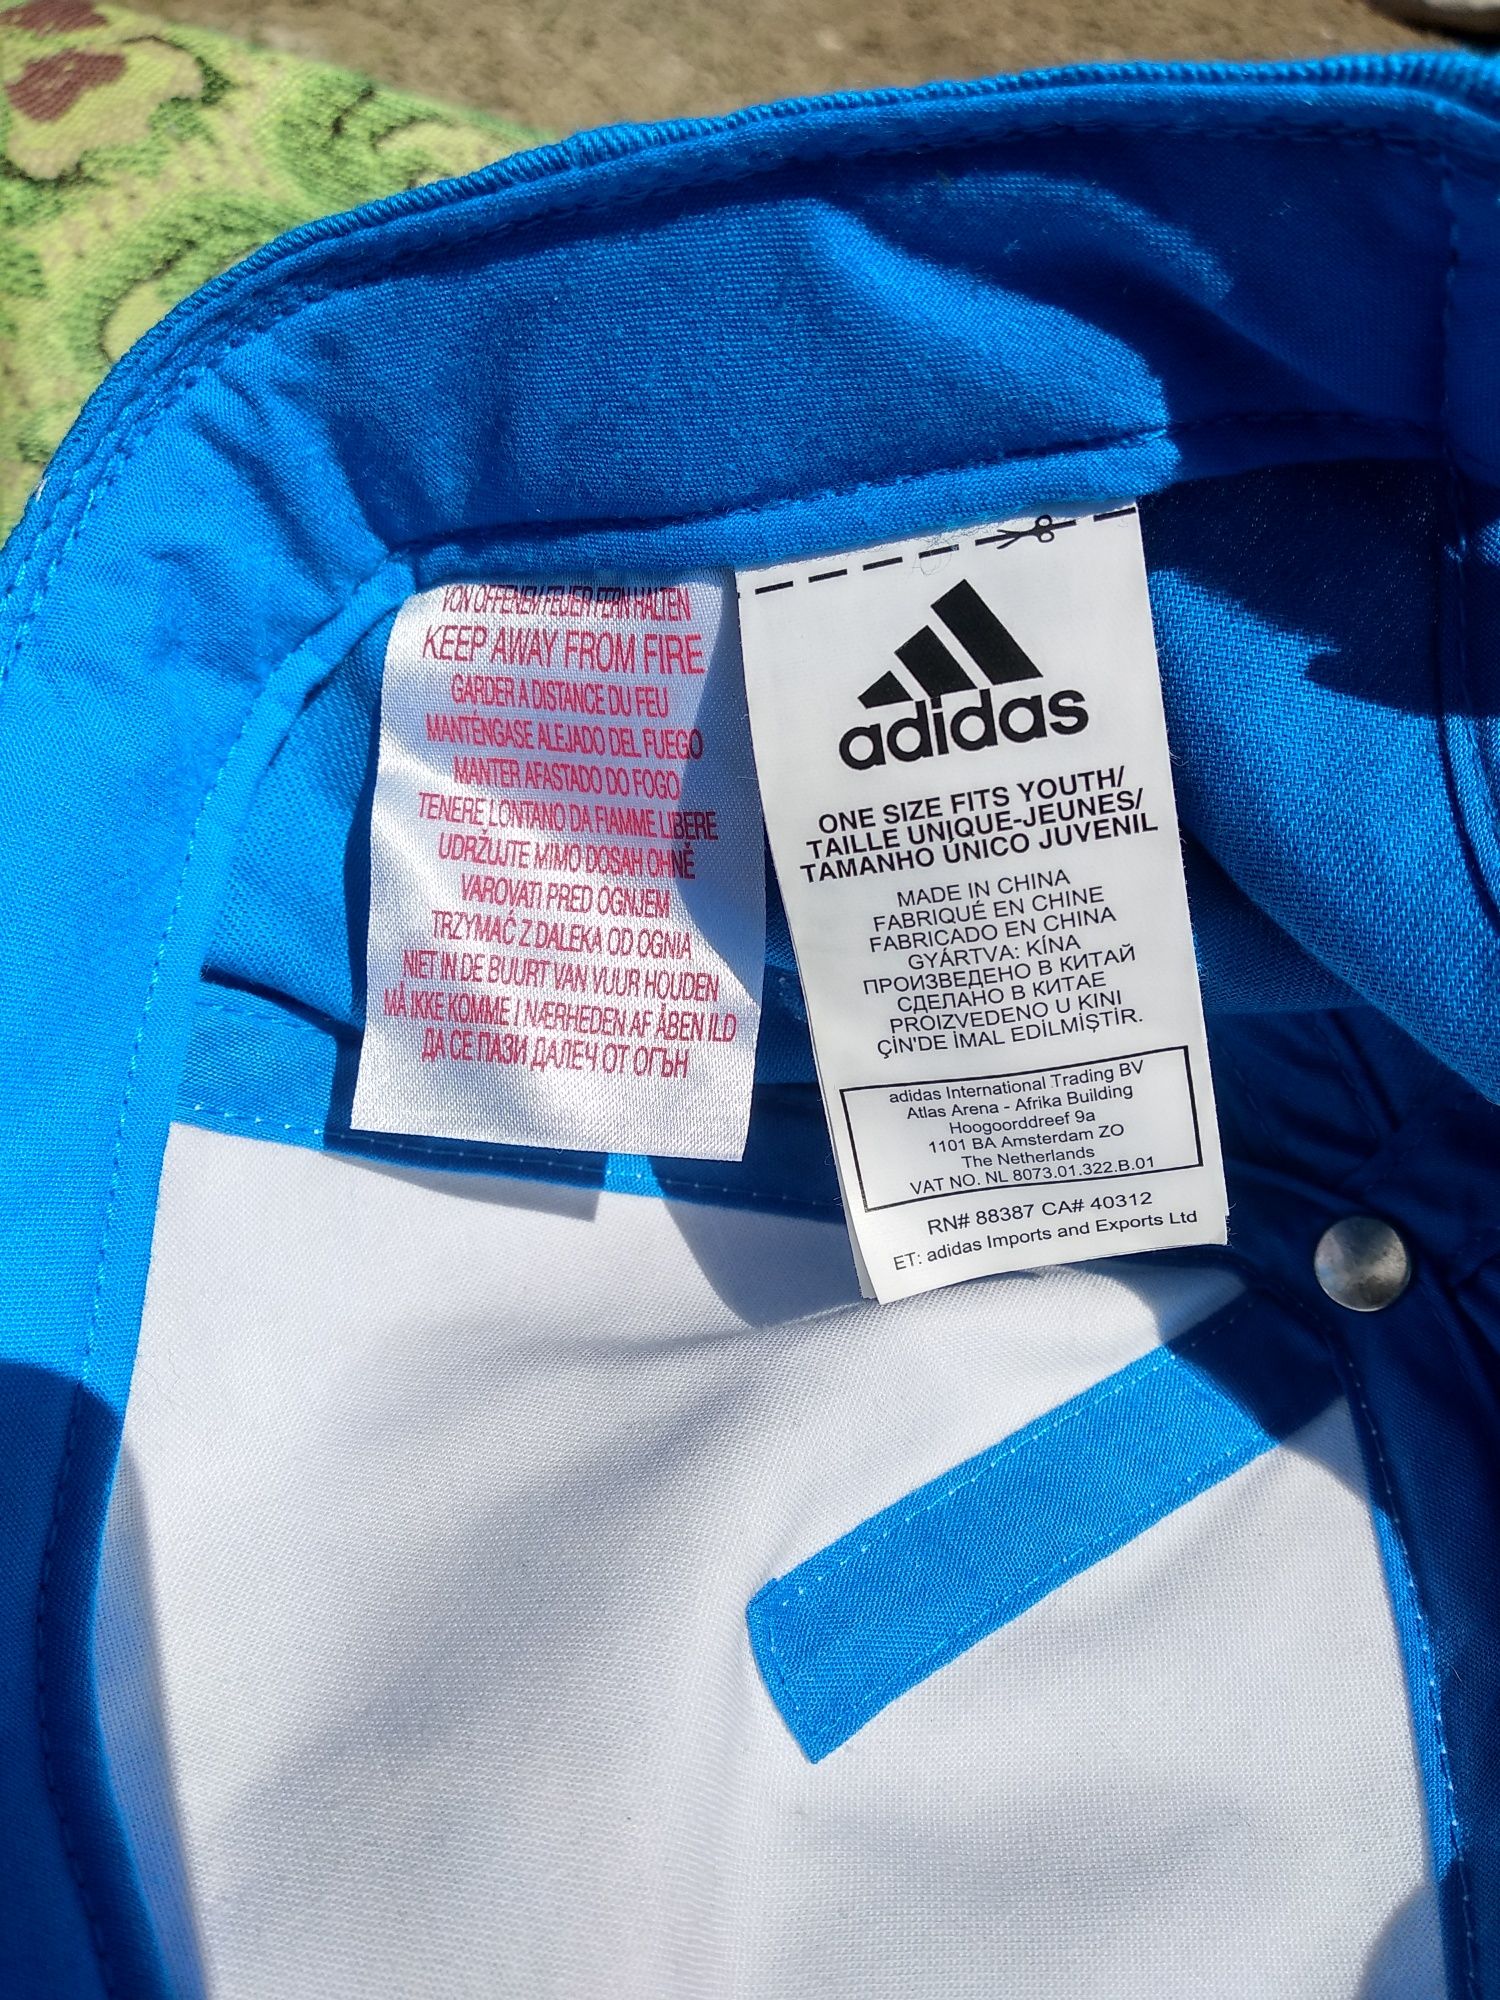 VON OFFENEM FEUER FERN HALTEN
KEEP AWAY FROM FIRE
GARDER A DISTANCE DU FEU
MANTÉNGASE ALEJADO DEL FUEGO
MANTER AFASTADO DO FOGO
TENERE LONTANO DA FIAMME LIBERE
UDRŽUJTE MIMO DOSAH OHNĚ
VAROVATI PRED OGNJEM
TRZYMAĆ Z DALEKA OD OGNIA
NIET IN DE BUURT VAN VUUR HOUDEN
MÅ IKKE KOMME I NÆRHEDEN AF ÅBEN ILD
ДА СЕ ПАЗИ ДАЛЕЧ ОТ ОГЪН
adidas
ONE SIZE FITS YOUTH/
TAILLE UNIQUE-JEUNES/
TAMANHO ÚNICO JUVENIL
MADE IN CHINA
FABRIQUÉ EN CHINE
FABRICADO EN CHINA
GYÁRTVA: KÍNA
ПРОИЗВЕДЕНО В КИТАЙ
СДЕЛАНО В КИТАЕ
PROIZVEDENO U KINI
ÇİN'DE İMAL EDİLMİŞTİR.
adidas International Trading BV
Atlas Arena - Afrika Building
Hoogoorddreef 9a
1101 BA Amsterdam ZO
The Netherlands
VAT NO. NL 8073.01.322.B.01
RN# 88387 CA# 40312
ET: adidas Imports and Exports Ltd